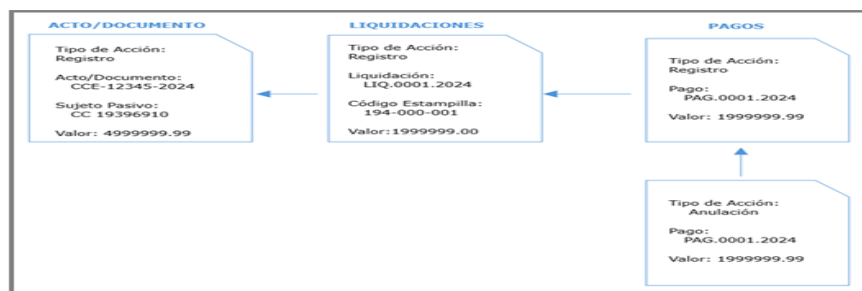 ACTO/DOCUMENTO
Tipo de Acción:
Registro
Acto/Documento:
CCE-12345-2024
Sujeto Pasivo:
CC 19396910
Valor: 4999999.99
LIQUIDACIONES
Tipo de Acción:
Registro
Liquidación:
LIQ.0001.2024
Código Estampilla:
194-000-001
Valor:1999999.00
PAGOS
Tipo de Acción:
Registro
Pago:
PAG.0001.2024
Valor: 1999999.99
Tipo de Acción:
Anulación
Pago:
PAG.0001.2024
Valor: 1999999.99